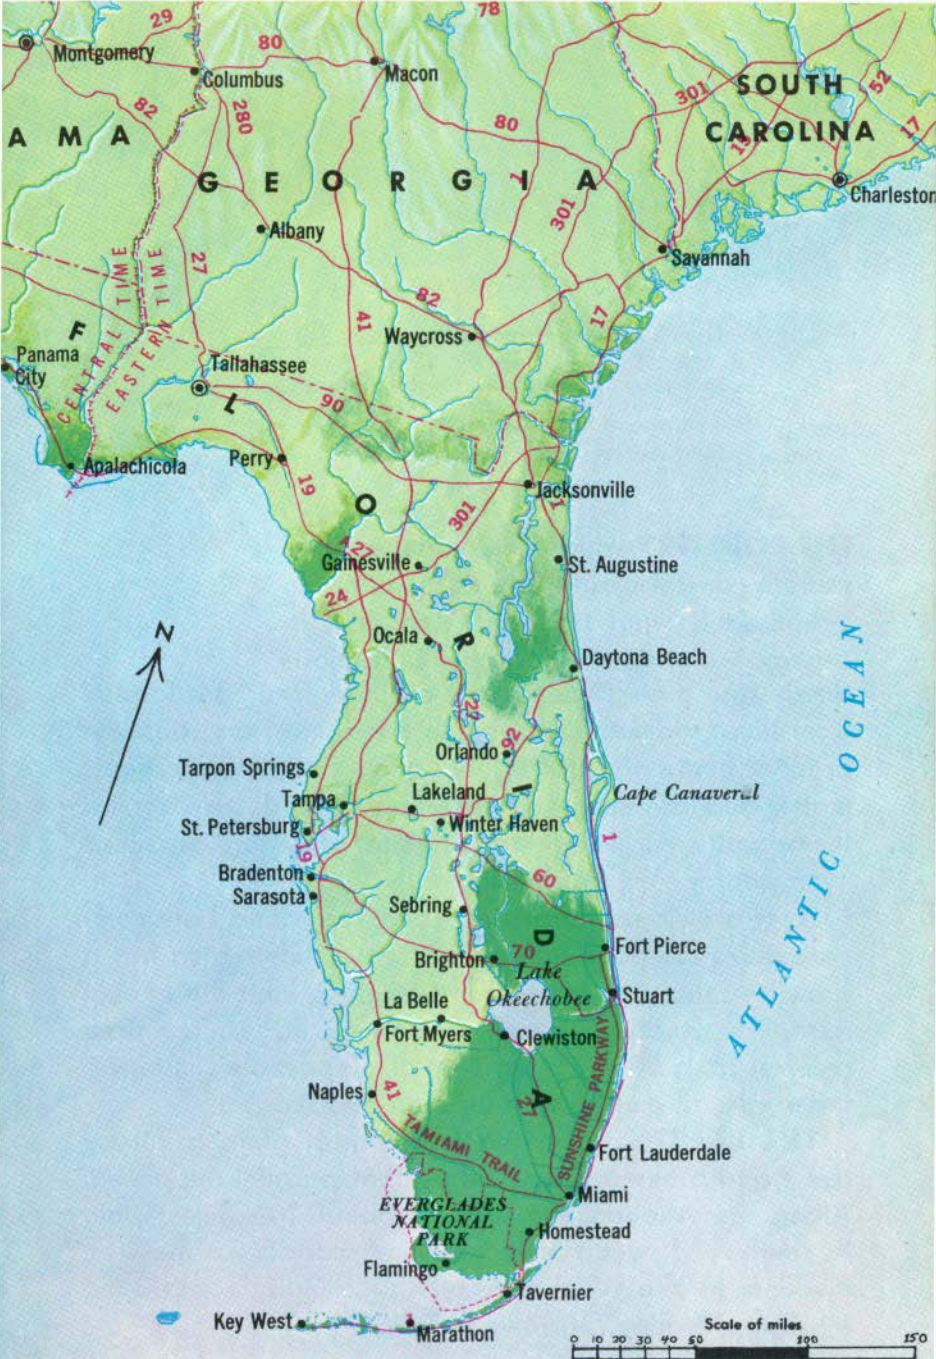 78
29
Montgomery
80
Columbus
Macon
82
280
80
301
SOUTH
CAROLINA
52
17
AMA
GEORGIA
1
301
15
Charleston
Albany
Savannah
CENTRAL TIME
EASTERN TIME
27
41
82
17
Waycross
Panama
City
FLORIDA
Tallahassee
90
Apalachicola
Perry
19
301
Jacksonville
1
27
Gainesville
St. Augustine
24
N
Ocala
Daytona Beach
27
92
Orlando
Tarpon Springs
Tampa
Lakeland
Cape Canaveral
St. Petersburg
Winter Haven
19
1
Bradenton
Sarasota
60
Sebring
Fort Pierce
Brighton
70
Lake
Okeechobee
Stuart
La Belle
Fort Myers
Clewiston
Naples
41
27
SUNSHINE PARKWAY
TAMIAMI TRAIL
Fort Lauderdale
Miami
EVERGLADES
NATIONAL
PARK
Homestead
Flamingo
Tavernier
Key West
Marathon
ATLANTIC OCEAN
Scale of miles
0 10 20 30 40 50 100 150